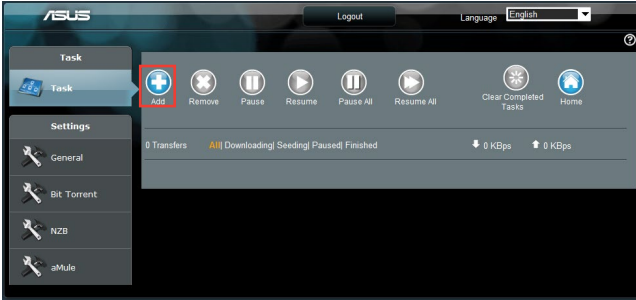 ASUS
Logout
Language English
?
Task
Task
Add Remove Pause Resume Pause All Resume All Clear Completed Tasks Home
Settings
General
Bit Torrent
NZB
aMule
0 Transfers All| Downloading| Seeding| Paused| Finished 0 KBps 0 KBps